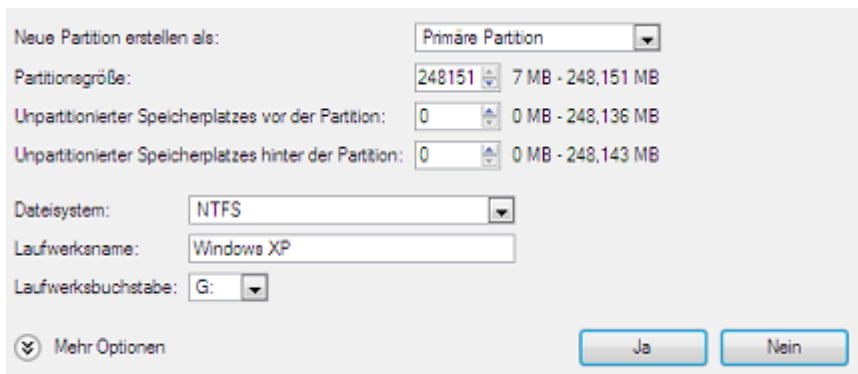 Neue Partition erstellen als: Primäre Partition
Partitionsgröße: 248151 7 MB - 248,151 MB
Unpartitionierter Speicherplatzes vor der Partition: 0 0 MB - 248,136 MB
Unpartitionierter Speicherplatzes hinter der Partition: 0 0 MB - 248,143 MB
Dateisystem: NTFS
Laufwerksname: Windows XP
Laufwerksbuchstabe: G:
Mehr Optionen Ja Nein